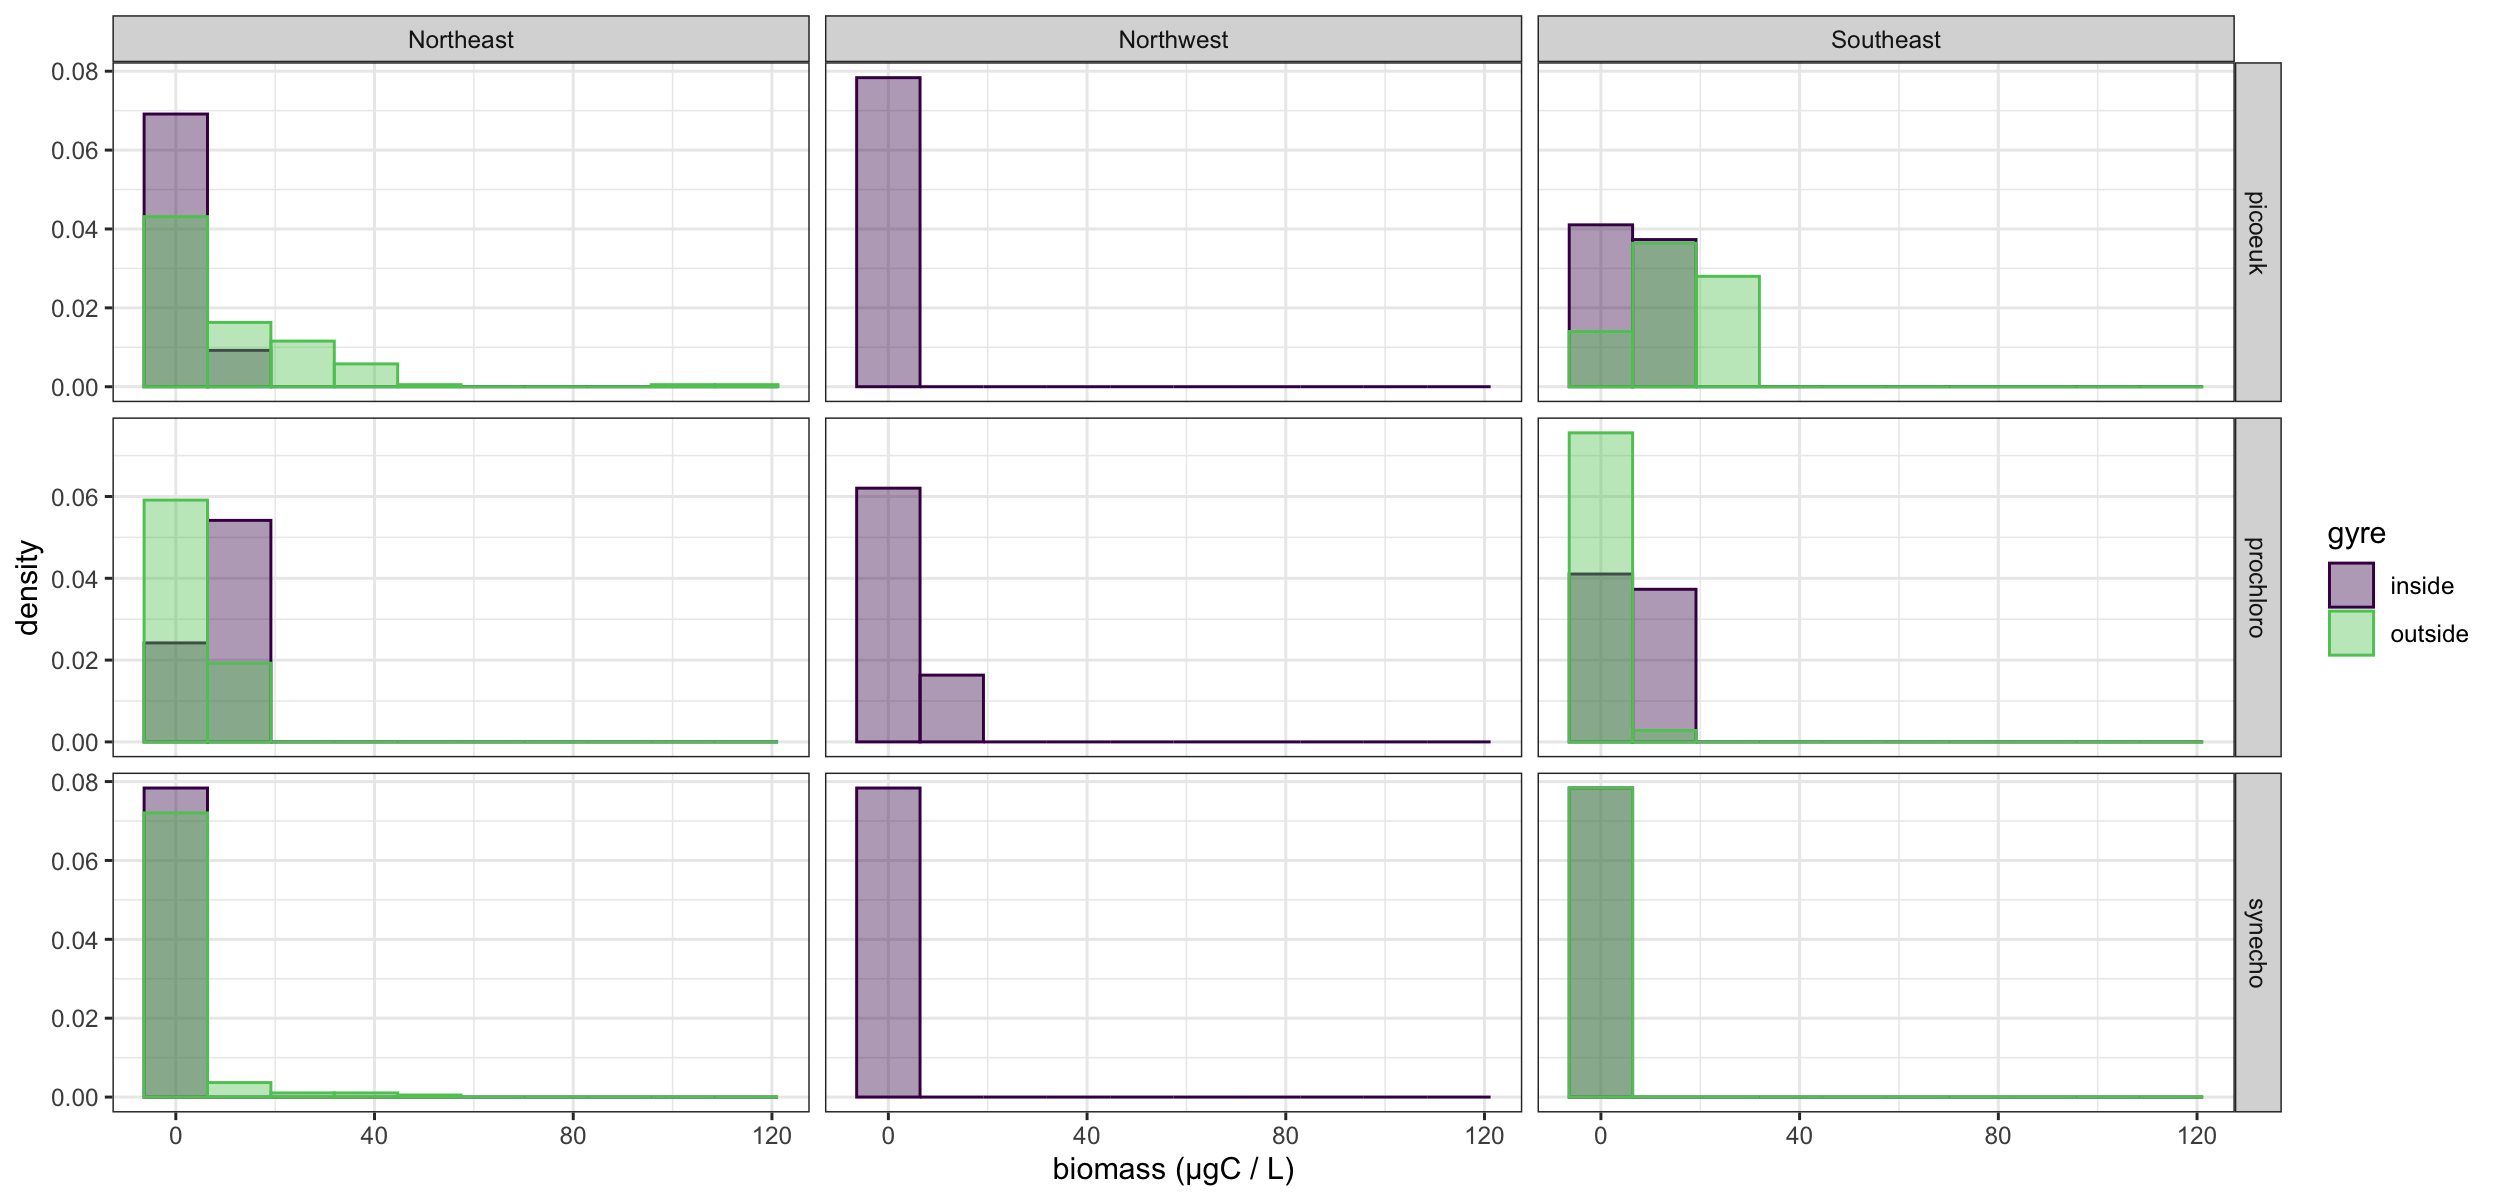 Northeast Northwest Southeast
0.08
0.06
0.04
0.02
0.00
picoeuk
0.06
0.04
0.02
0.00
prochloro
0.08
0.06
0.04
0.02
0.00
synecho
0 40 80 120 0 40 80 120 0 40 80 120
biomass (µgC / L)
density
gyre
inside
outside